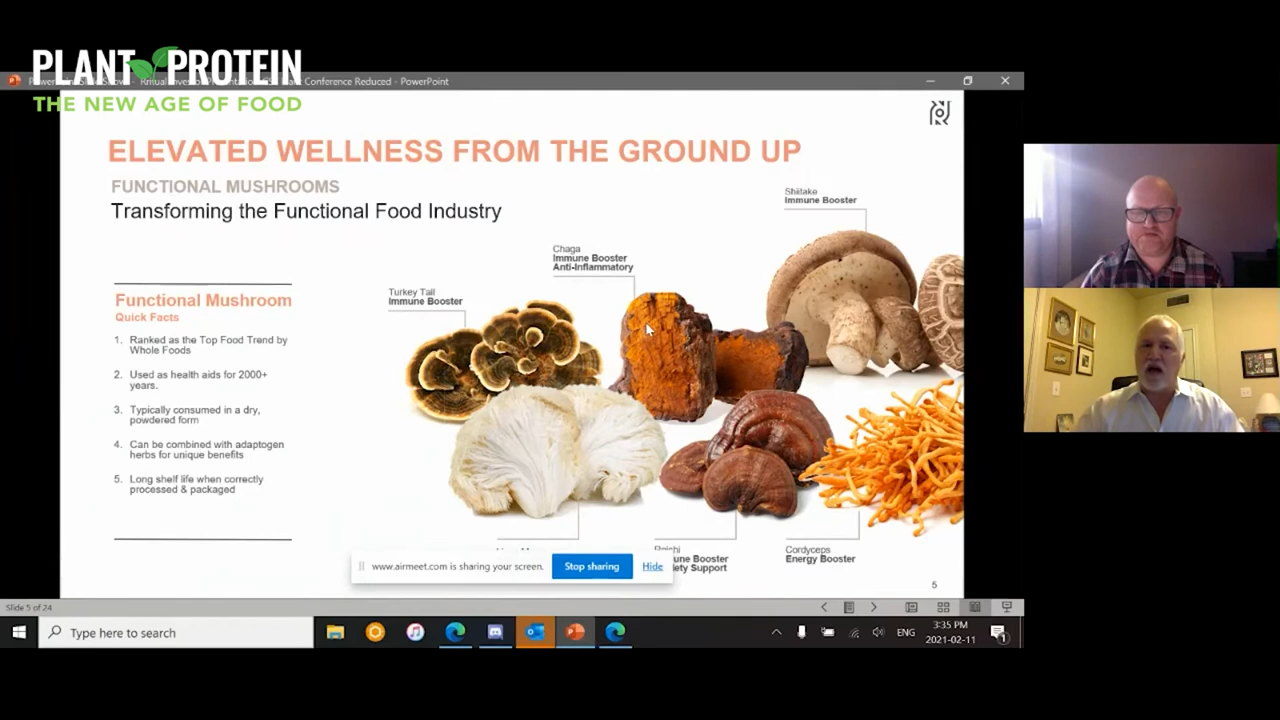 PLANT PROTEIN
THE NEW AGE OF FOOD
Conference Reduced - PowerPoint
ELEVATED WELLNESS FROM THE GROUND UP
FUNCTIONAL MUSHROOMS
Transforming the Functional Food Industry
Shiitake
Immune Booster
Chaga
Immune Booster
Anti-Inflammatory
Turkey Tail
Immune Booster
Functional Mushroom
Quick Facts
1. Ranked as the Top Food Trend by
Whole Foods
2. Used as health aids for 2000+
years.
3. Typically consumed in a dry,
powdered form
4. Can be combined with adaptogen
herbs for unique benefits
5. Long shelf life when correctly
processed & packaged
Cordyceps
Energy Booster
une Booster
ety Support
www.airmeet.com is sharing your screen.
Stop sharing
Hide
5
Slide 5 of 24
Type here to search
ENG
3:35 PM
2021-02-11
1